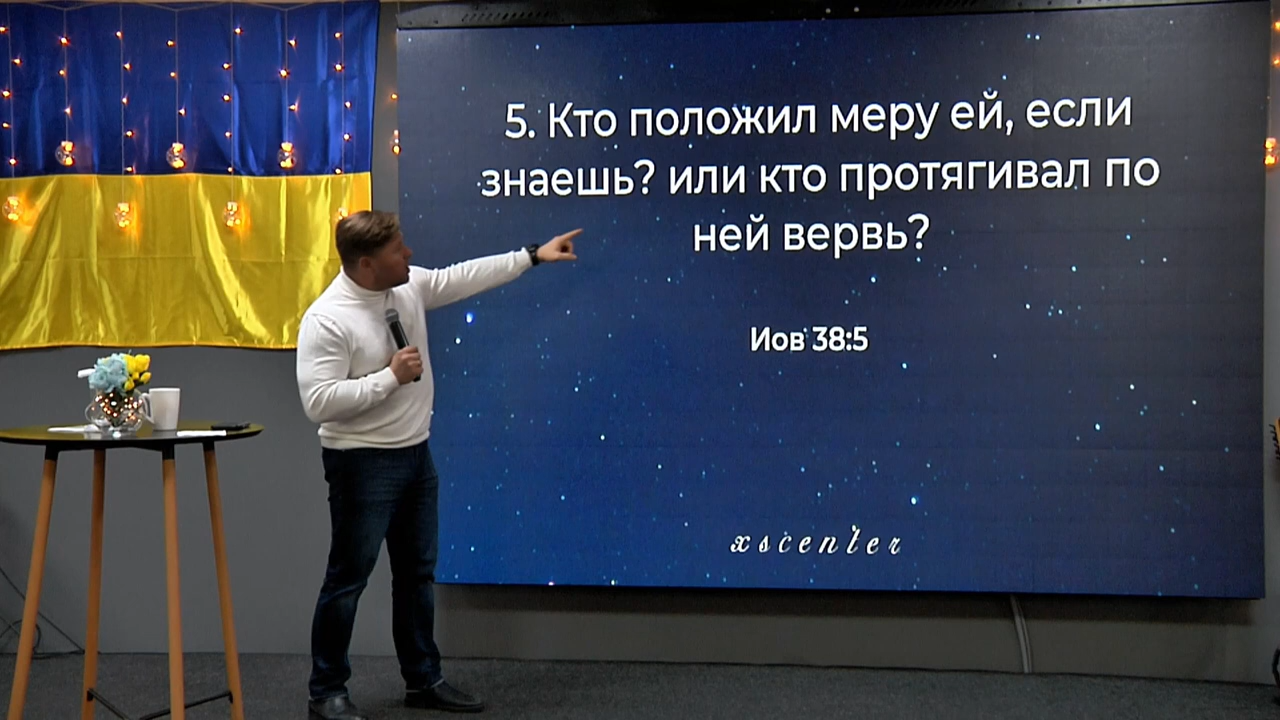 5. Кто положил меру ей, если
знаешь? или кто протягивал по
ней вервь?
Иов 38:5
xscenter